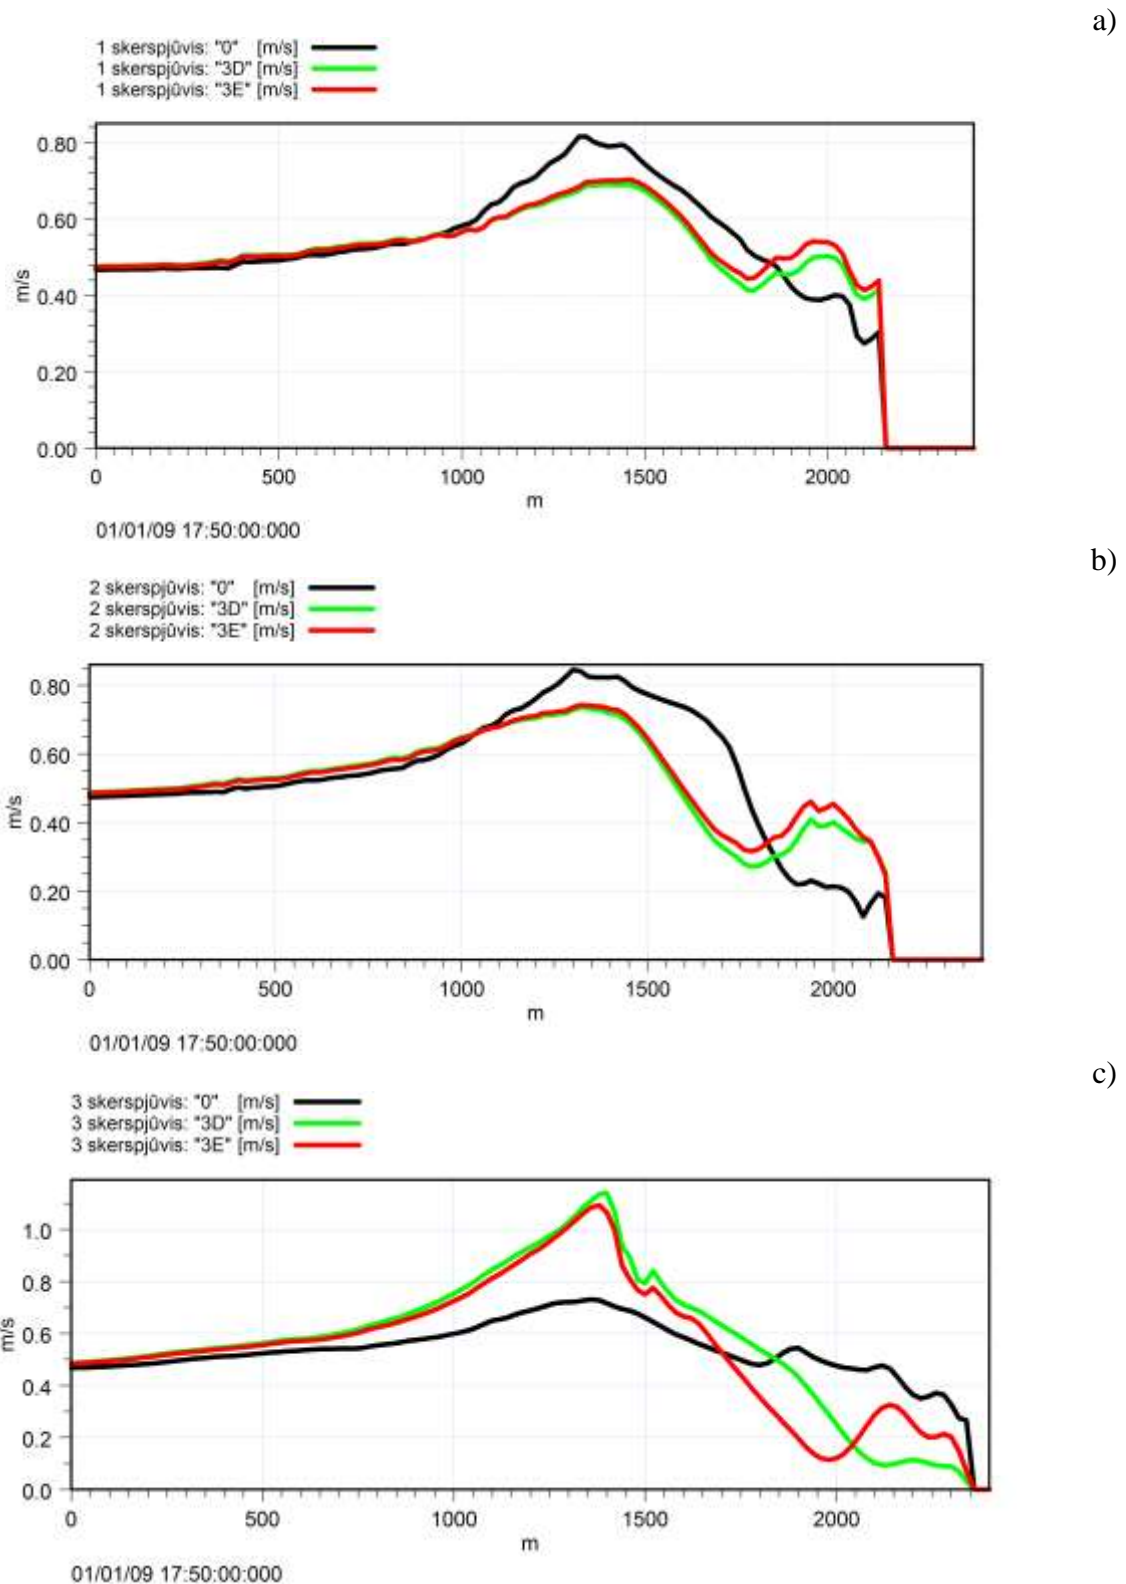 a)
1 skerspjūvis: "0" [m/s]
1 skerspjūvis: "3D" [m/s]
1 skerspjūvis: "3E" [m/s]
0.80
0.60
0.40
0.20
0.00
m/s
0 500 1000 1500 2000
m
01/01/09 17:50:00:000
b)
2 skerspjūvis: "0" [m/s]
2 skerspjūvis: "3D" [m/s]
2 skerspjūvis: "3E" [m/s]
0.80
0.60
0.40
0.20
0.00
m/s
0 500 1000 1500 2000
m
01/01/09 17:50:00:000
c)
3 skerspjūvis: "0" [m/s]
3 skerspjūvis: "3D" [m/s]
3 skerspjūvis: "3E" [m/s]
1.0
0.8
0.6
0.4
0.2
0.0
m/s
0 500 1000 1500 2000
m
01/01/09 17:50:00:000